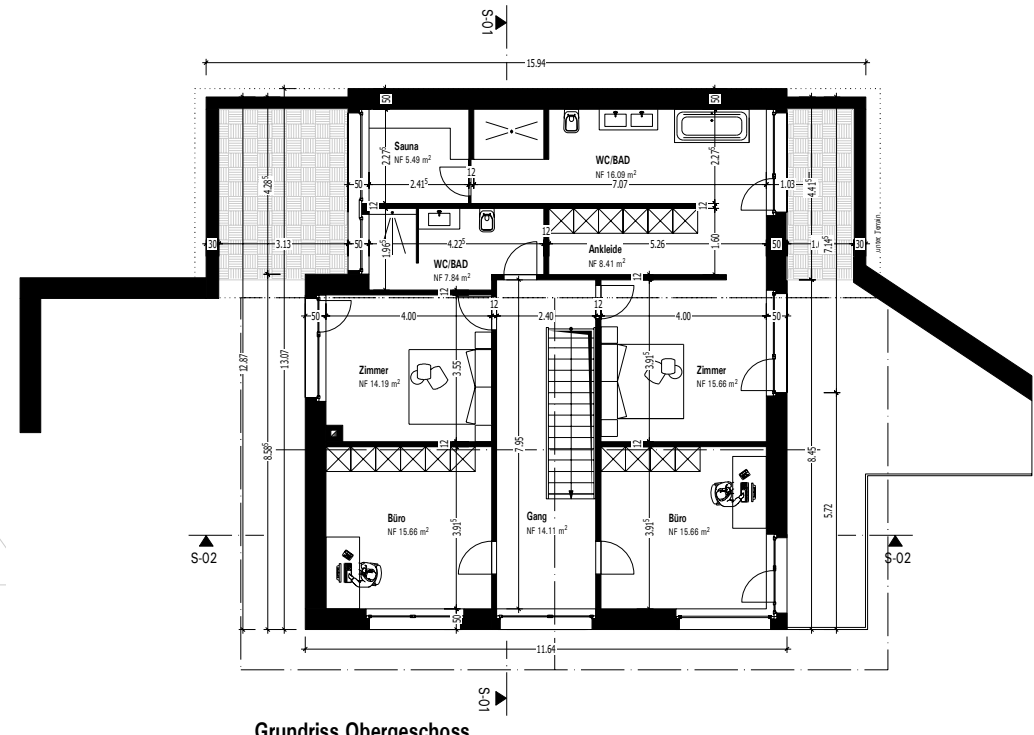 S-01
15.94
50
50
Sauna
NF 5.49 m²
2.27⁵
2.41⁵
12
WC/BAD
NF 16.09 m²
7.07
2.27⁵
1.03
4.41⁵
4.28⁵
50
12
12
30
3.13
50
1.96⁵
4.22⁵
WC/BAD
NF 7.84 m²
12
Ankleide
NF 8.41 m²
5.26
1.60
50
7.14⁵
30
unter Terrain
12
12
12
12
50
4.00
2.40
4.00
50
12.87
13.07
Zimmer
NF 14.19 m²
3.55
3.91⁵
Zimmer
NF 15.66 m²
12
12
8.58⁵
7.95
8.45
Büro
NF 15.66 m²
3.91⁵
Gang
NF 14.11 m²
Büro
NF 15.66 m²
3.91⁵
5.72
S-02
S-02
50
11.64
S-01
Grundriss Obergeschoss